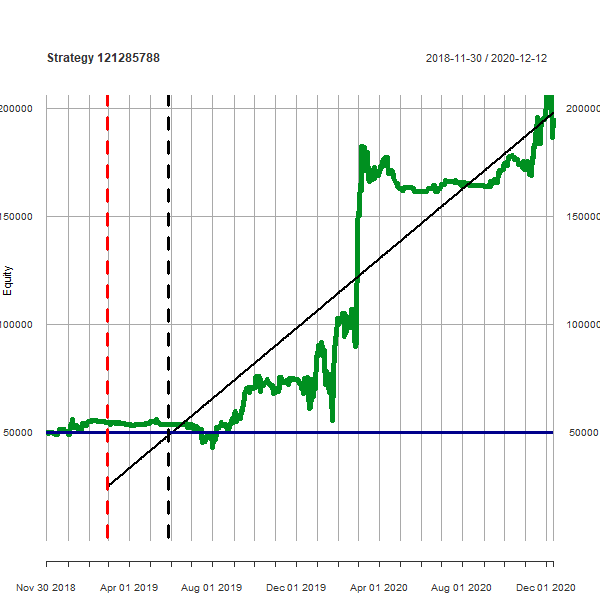 Strategy 121285788
2018-11-30 / 2020-12-12
200000 200000
150000 150000
100000 100000
50000 50000
Equity
Nov 30 2018 Apr 01 2019 Aug 01 2019 Dec 01 2019 Apr 01 2020 Aug 01 2020 Dec 01 2020